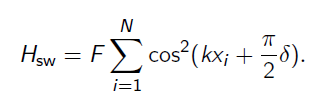 H_sw = F ∑_{i=1}^{N} cos²(kx_i + π/2 δ).